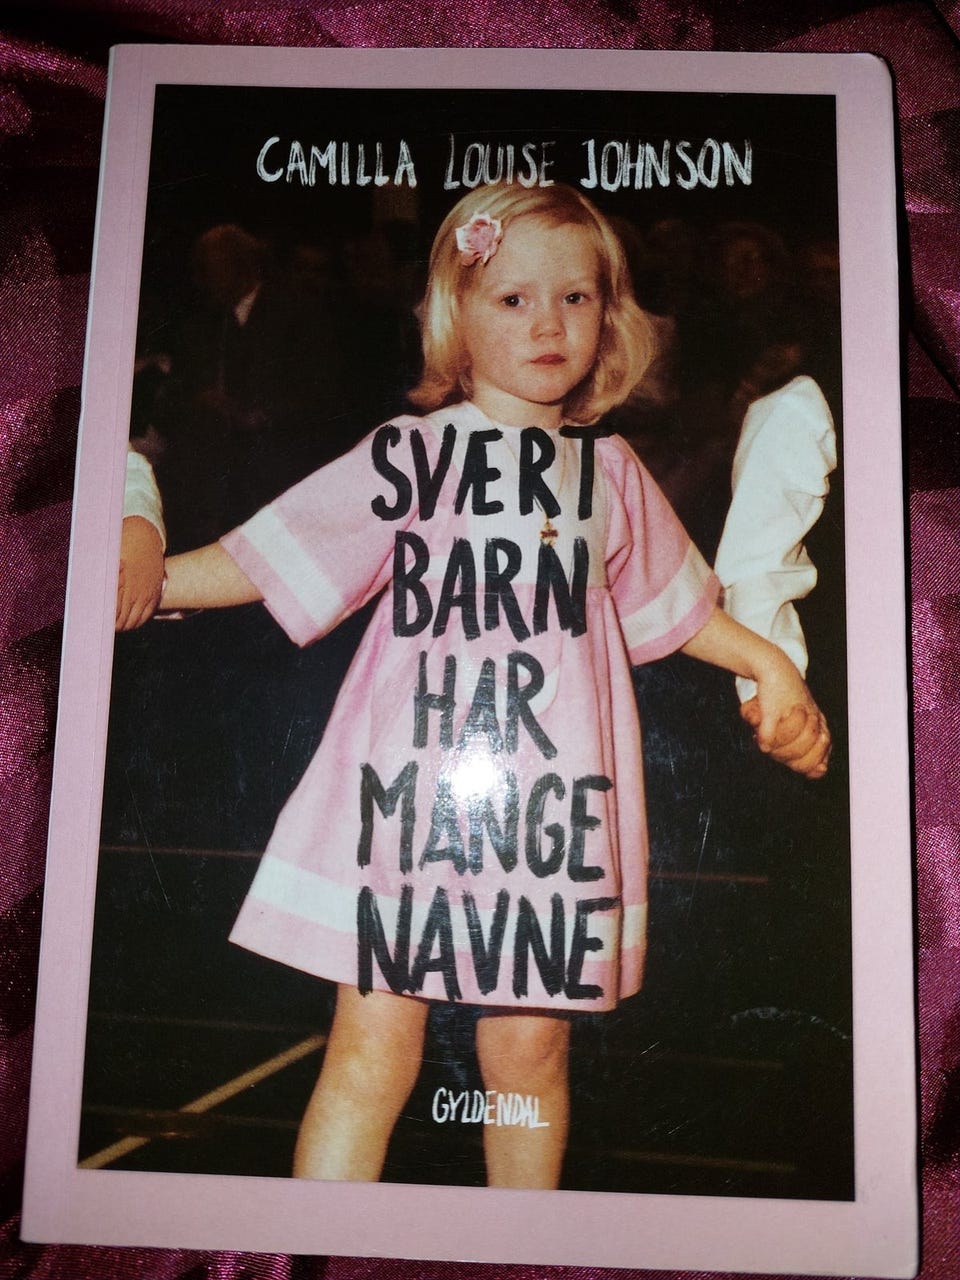 CAMILLA LOUISE JOHNSON
SVÆRT
BARN
HAR
MANGE
NAVNE
GYLDENDAL